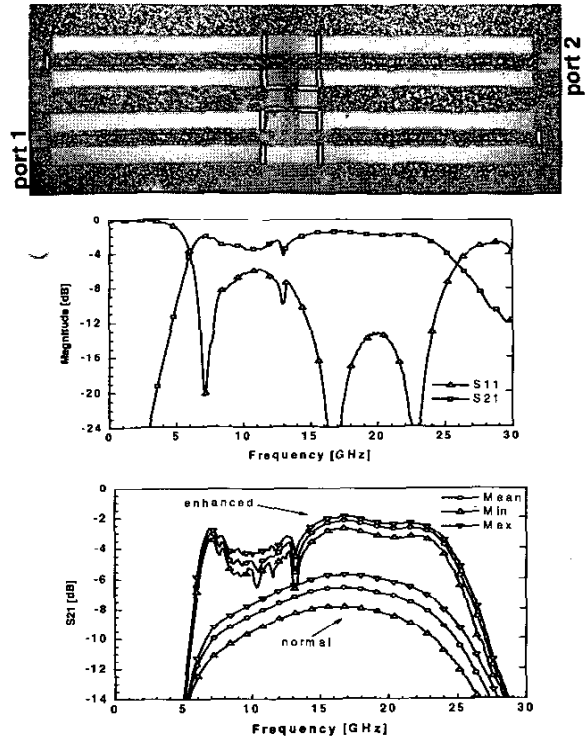 port 1
port 2
0
-4
-8
-12
-16
-20
-24
Magnitude [dB]
S11
S21
0 5 10 15 20 25 30
Frequency [GHz]
0
-2
-4
-6
-8
-10
-12
-14
S21 [dB]
enhanced
normal
Mean
Min
Max
0 5 10 15 20 25 30
Frequency [GHz]